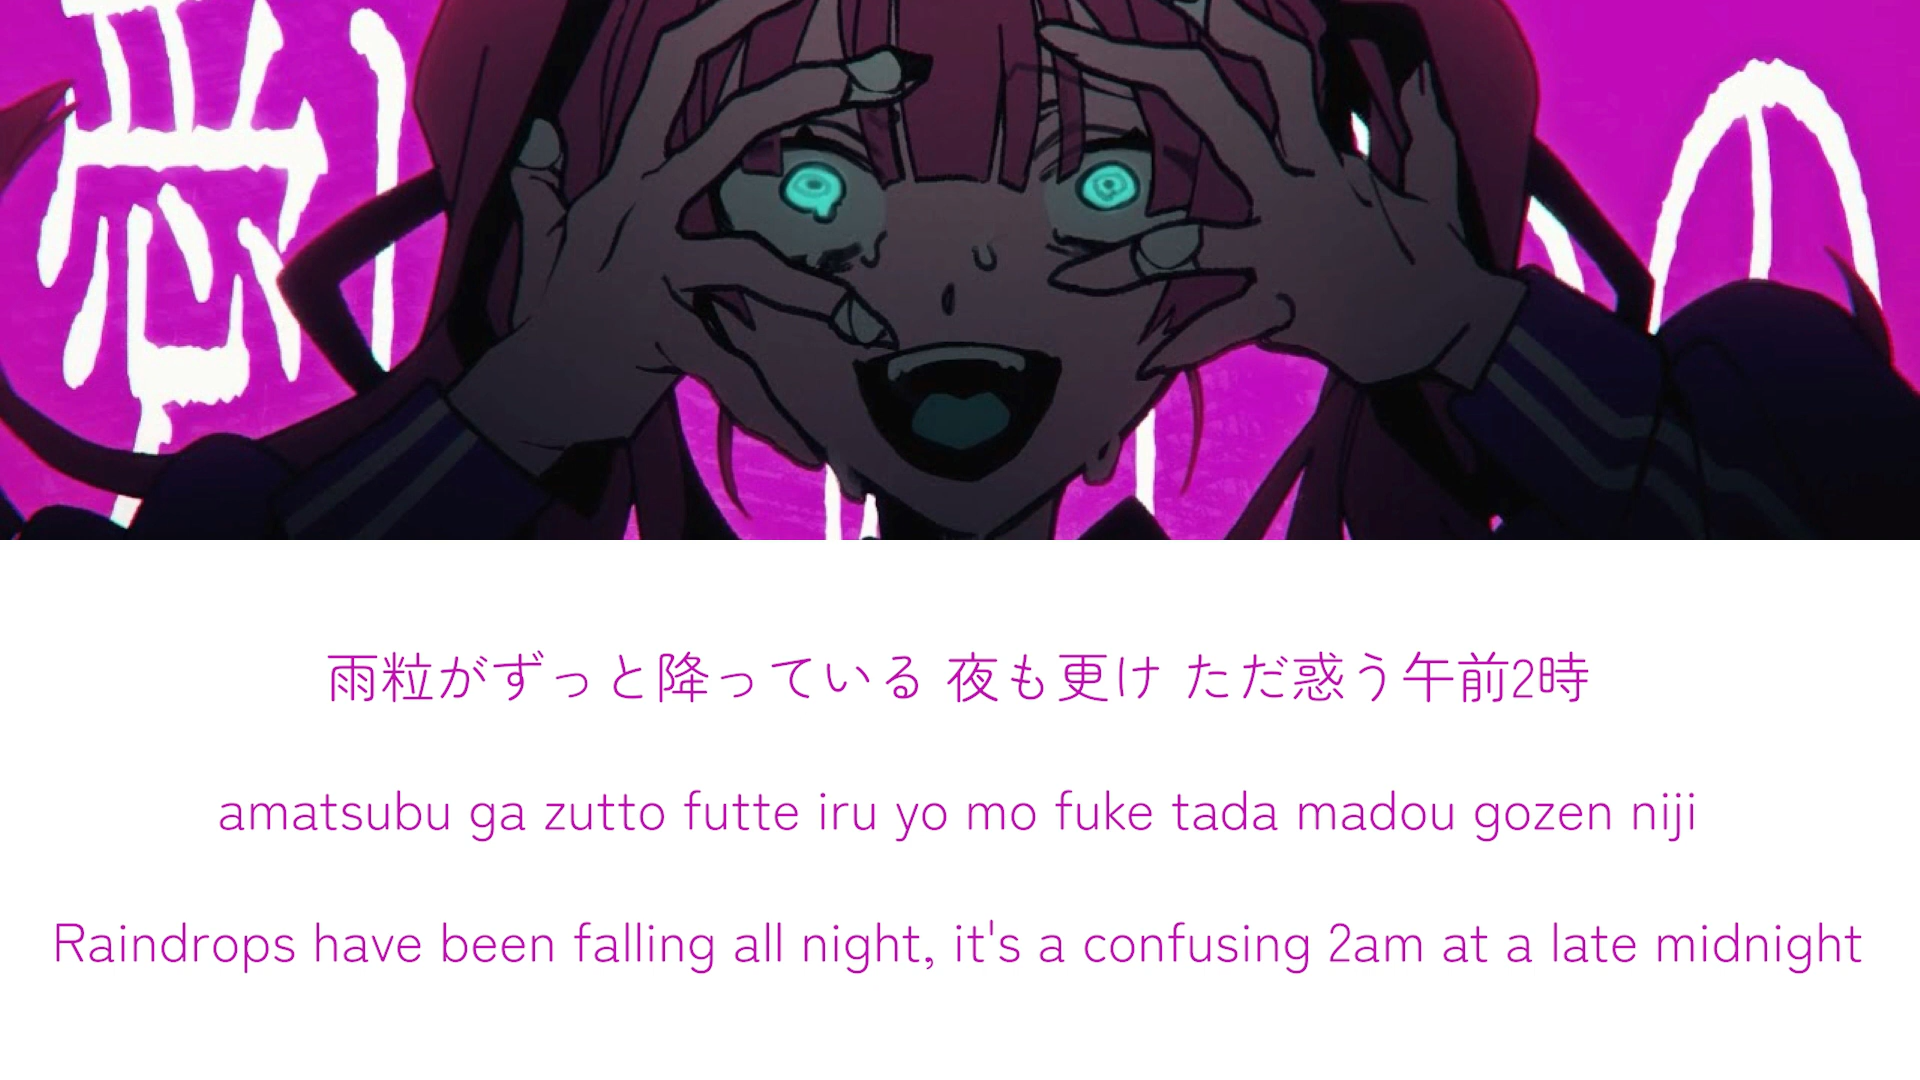 雨粒がずっと降っている 夜も更け ただ惑う午前2時
amatsubu ga zutto futte iru yo mo fuke tada madou gozen niji
Raindrops have been falling all night, it's a confusing 2am at a late midnight